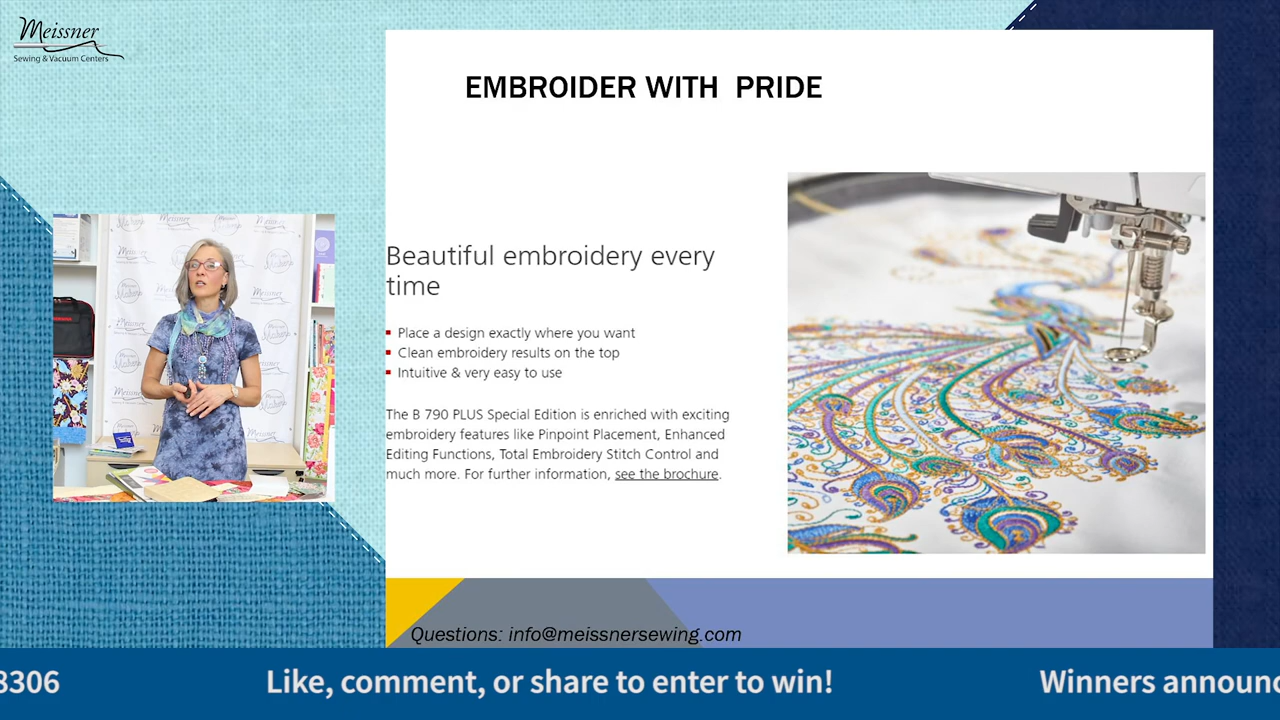 Meissner
Sewing & Vacuum Centers
EMBROIDER WITH PRIDE
Beautiful embroidery every
time
Place a design exactly where you want
Clean embroidery results on the top
Intuitive & very easy to use
The B 790 PLUS Special Edition is enriched with exciting
embroidery features like Pinpoint Placement, Enhanced
Editing Functions, Total Embroidery Stitch Control and
much more. For further information, see the brochure.
Questions: info@meissnersewing.com
8306 Like, comment, or share to enter to win! Winners announc